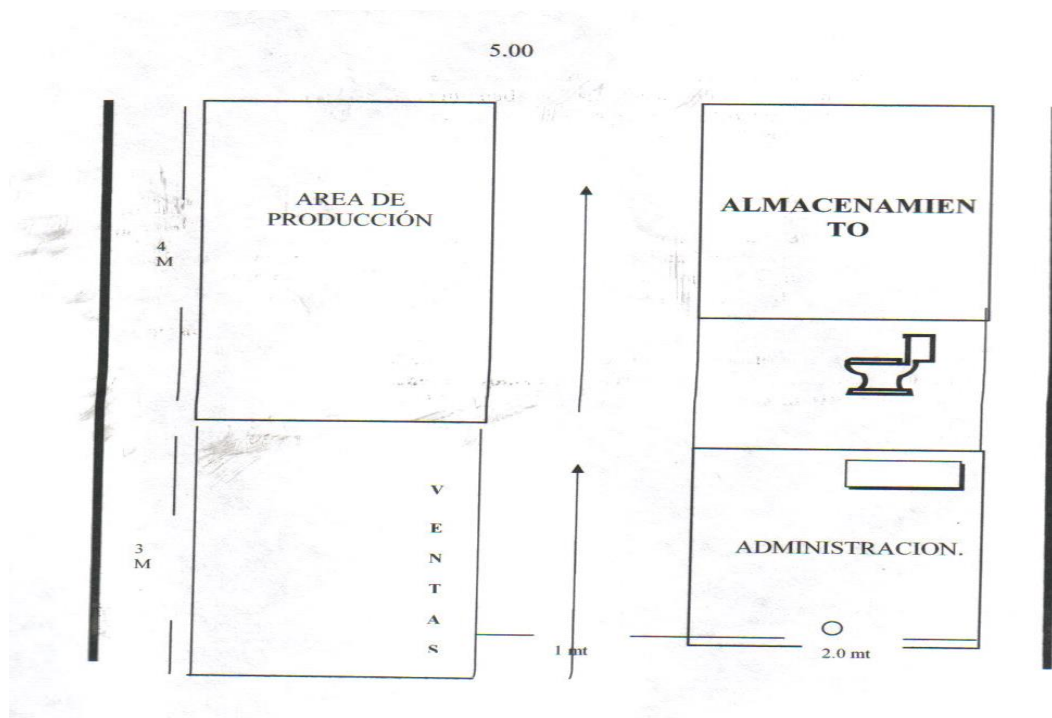 5.00
AREA DE
PRODUCCIÓN
ALMACENAMIEN
TO
4
M
V
E
N
T
A
S
3
M
ADMINISTRACION.
1 mt
2.0 mt